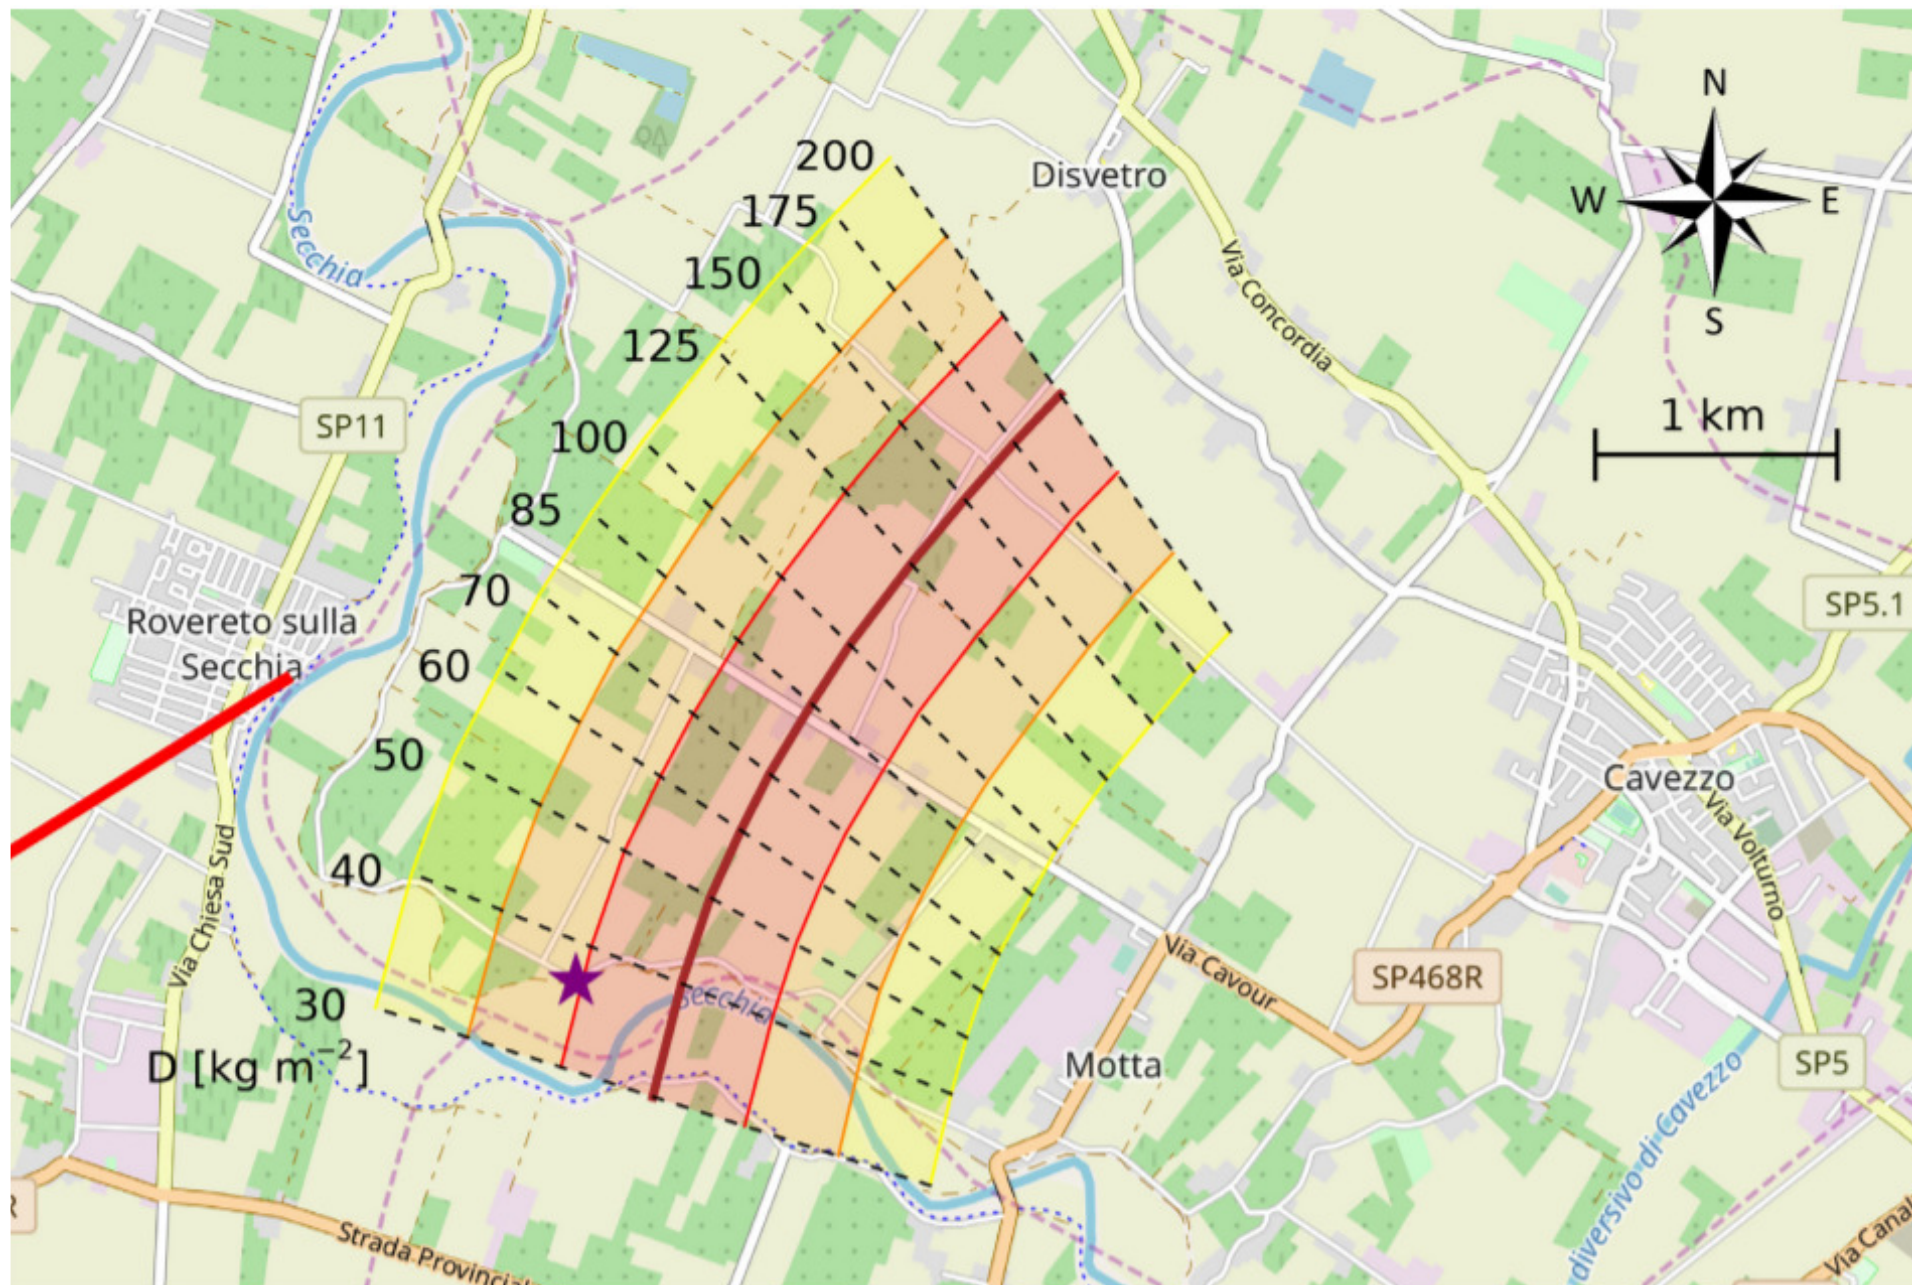 N
200
Disvetro
175
W
E
Secchia
150
Via Concordia
S
125
1 km
SP11
100
85
70
SP5.1
Rovereto sulla
Secchia
60
50
Cavezzo
Via Volturno
40
Via Chiesa Sud
Via Cavour
SP468R
Secchia
30
D [kg m−2]
Motta
SP5
diversivo di Cavezzo
R
Strada Provincial
Via Canal